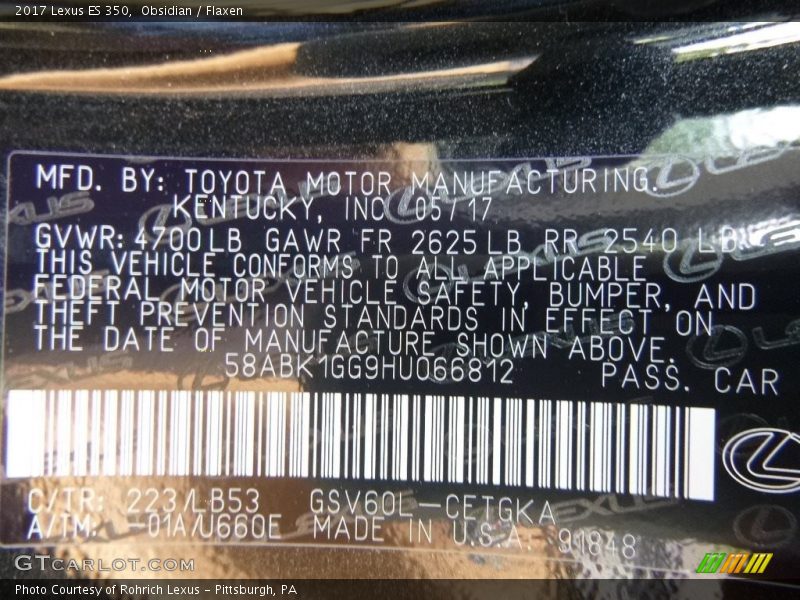 2017 Lexus ES 350, Obsidian / Flaxen
MFD. BY: TOYOTA MOTOR MANUFACTURING.
KENTUCKY, INC 05/17
GVWR: 4700LB GAWR FR 2625LB RR 2540 LB
THIS VEHICLE CONFORMS TO ALL APPLICABLE
FEDERAL MOTOR VEHICLE SAFETY, BUMPER, AND
THEFT PREVENTION STANDARDS IN EFFECT ON
THE DATE OF MANUFACTURE SHOWN ABOVE.
58ABK1GG9HU066812 PASS. CAR
C/TR: 223/LB53 GSV60L-CETGKA
A/TM: -01A/U660E MADE IN U.S.A. 91848
GTCARLOT.COM
Photo Courtesy of Rohrich Lexus - Pittsburgh, PA